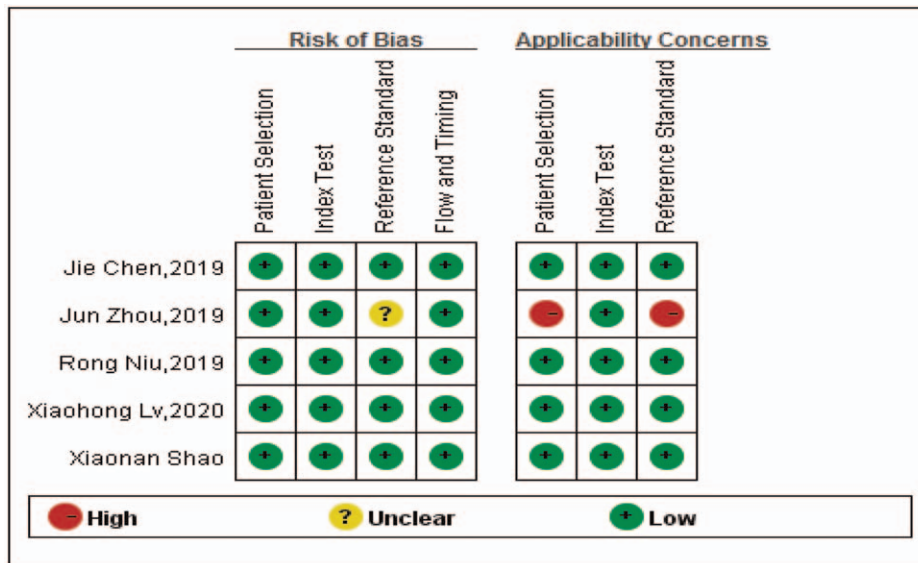 Risk of Bias
Applicability Concerns
Patient Selection
Index Test
Reference Standard
Flow and Timing
Patient Selection
Index Test
Reference Standard
Jie Chen,2019 + + + + + + +
Jun Zhou,2019 + + ? + - + -
Rong Niu,2019 + + + + + + +
Xiaohong Lv,2020 + + + + + + +
Xiaonan Shao + + + + + + +
- High ? Unclear + Low